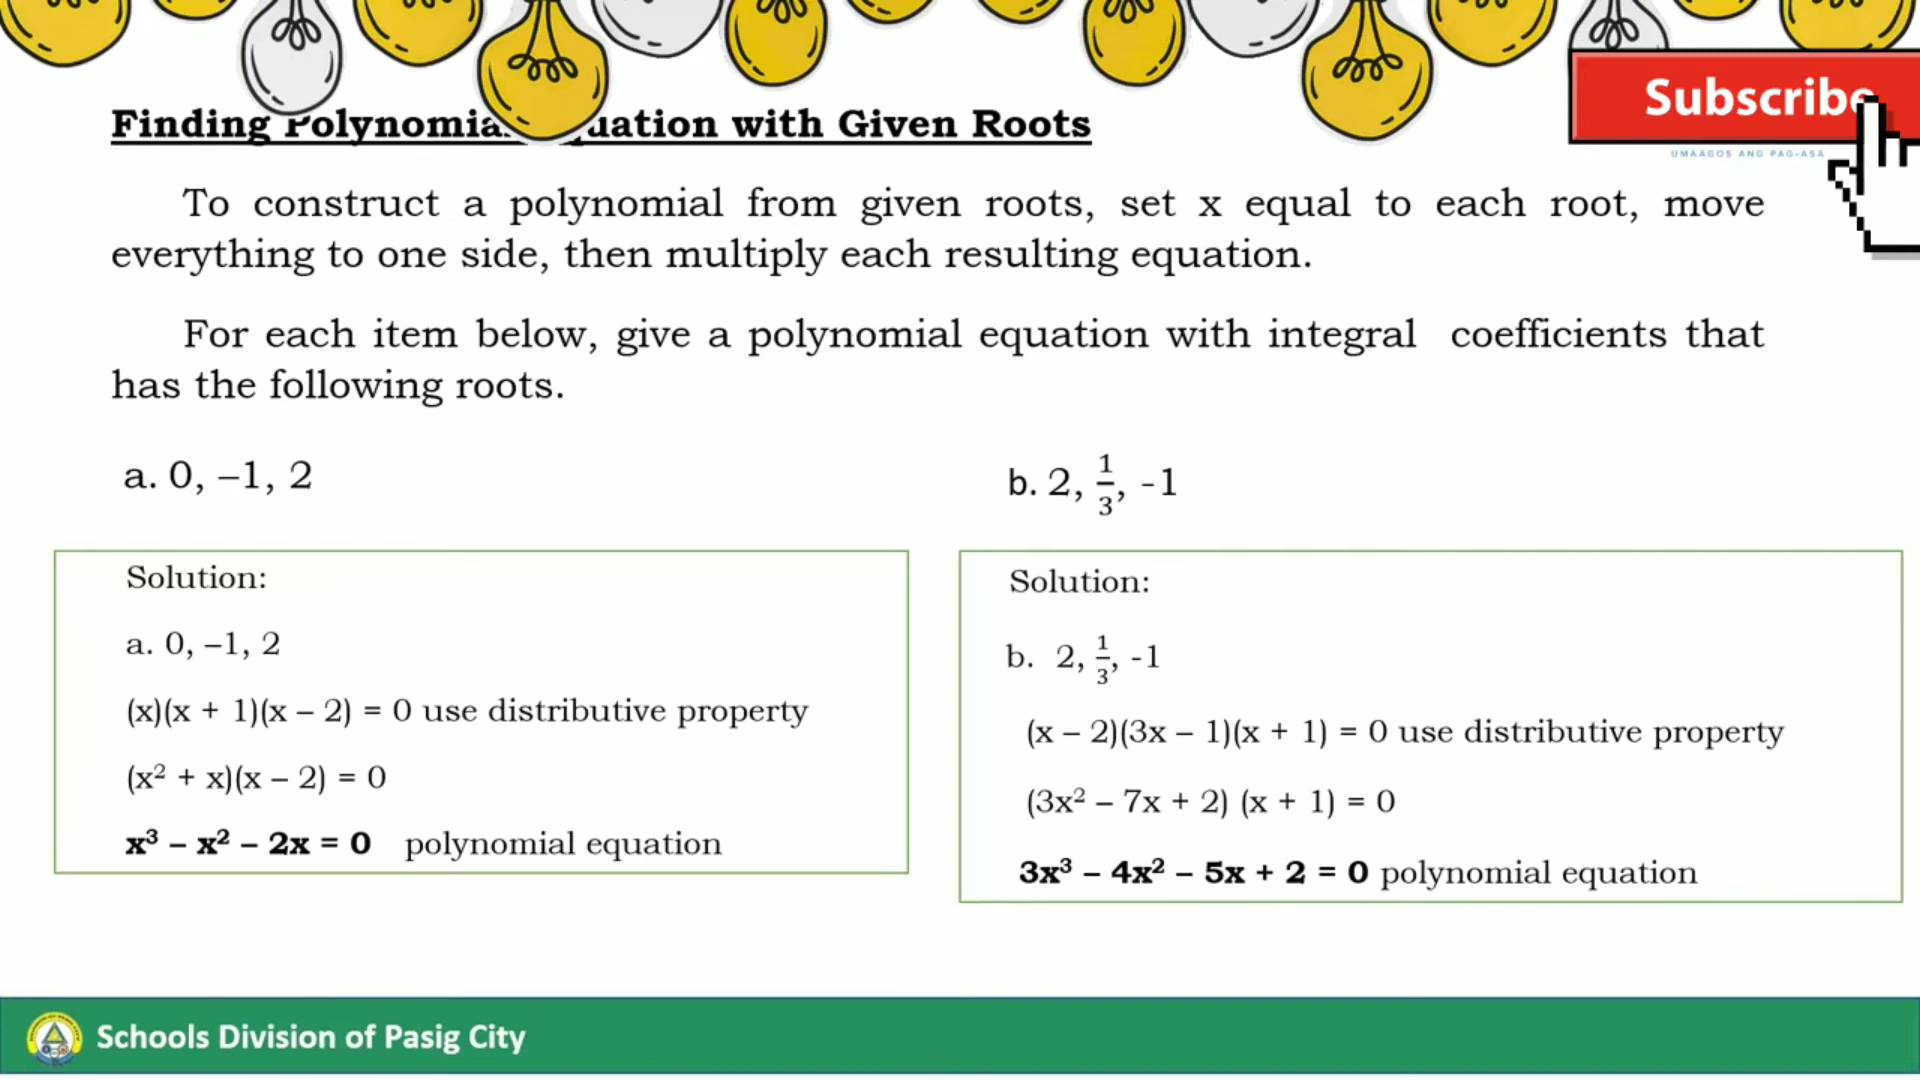 Finding Polynomial Equation with Given Roots
Subscribe
UMAAGOS ANG PAG-ASA
To construct a polynomial from given roots, set x equal to each root, move
everything to one side, then multiply each resulting equation.
For each item below, give a polynomial equation with integral coefficients that
has the following roots.
a. 0, –1, 2
b. 2, 1/3, -1
Solution:
a. 0, –1, 2
(x)(x + 1)(x – 2) = 0 use distributive property
(x² + x)(x – 2) = 0
x³ – x² – 2x = 0 polynomial equation
Solution:
b. 2, 1/3, -1
(x – 2)(3x – 1)(x + 1) = 0 use distributive property
(3x² – 7x + 2) (x + 1) = 0
3x³ – 4x² – 5x + 2 = 0 polynomial equation
Schools Division of Pasig City